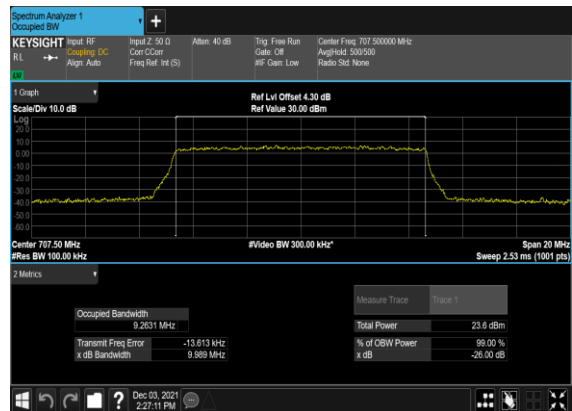 Spectrum Analyzer 1
Occupied BW
+
KEYSIGHT Input: RF Input Z: 50 Ω Atten: 40 dB Trig: Free Run Center Freq: 707.500000 MHz
RL Coupling: DC Corr CCorr Gate: Off Avg|Hold: 500/500
Align: Auto Freq Ref: Int (S) #IF Gain: Low Radio Std: None
LW
1 Graph
Ref Lvl Offset 4.30 dB
Scale/Div 10.0 dB Ref Value 30.00 dBm
Log
20.0
10.0
0.00
-10.0
-20.0
-30.0
-40.0
-50.0
-60.0
Center 707.50 MHz #Video BW 300.00 kHz* Span 20 MHz
#Res BW 100.00 kHz Sweep 2.53 ms (1001 pts)
2 Metrics
Measure Trace Trace 1
Occupied Bandwidth
9.2631 MHz Total Power 23.6 dBm
Transmit Freq Error -13.613 kHz % of OBW Power 99.00 %
x dB Bandwidth 9.989 MHz x dB -26.00 dB
? Dec 03, 2021
2:27:11 PM